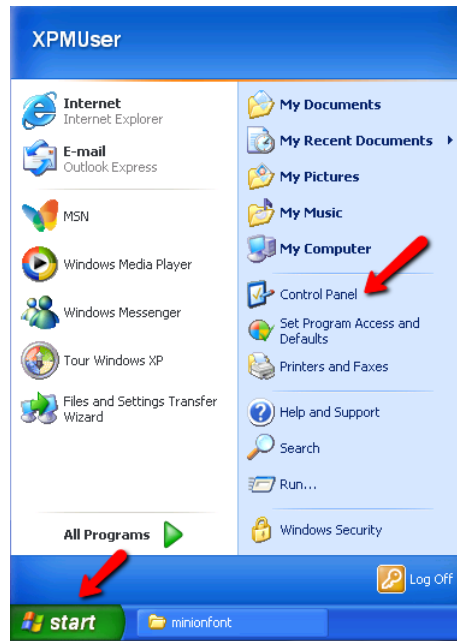 XPMUser
Internet
Internet Explorer
E-mail
Outlook Express
MSN
Windows Media Player
Windows Messenger
Tour Windows XP
Files and Settings Transfer
Wizard
All Programs
My Documents
My Recent Documents
My Pictures
My Music
My Computer
Control Panel
Set Program Access and
Defaults
Printers and Faxes
Help and Support
Search
Run...
Windows Security
Log Off
start
minionfont